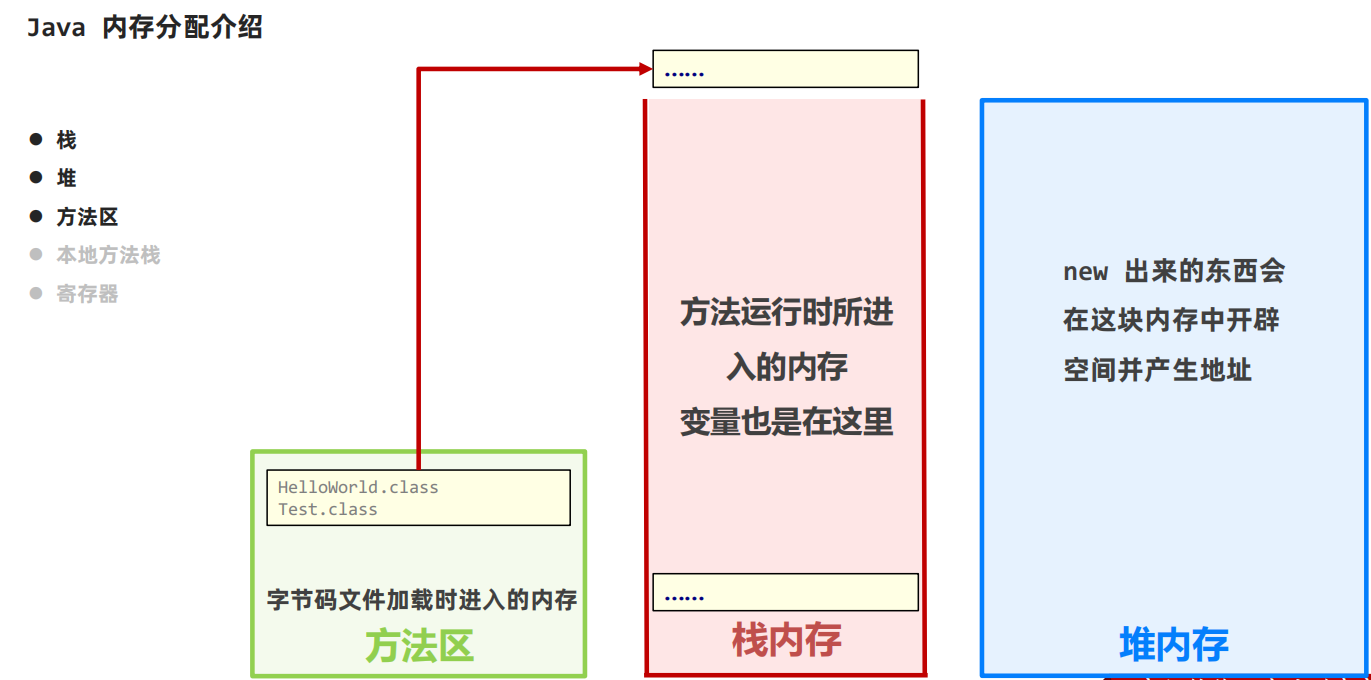 Java 内存分配介绍
● 栈
● 堆
● 方法区
● 本地方法栈
● 寄存器
HelloWorld.class
Test.class
字节码文件加载时进入的内存
方法区
……
方法运行时所进
入的内存
变量也是在这里
……
栈内存
new 出来的东西会
在这块内存中开辟
空间并产生地址
堆内存